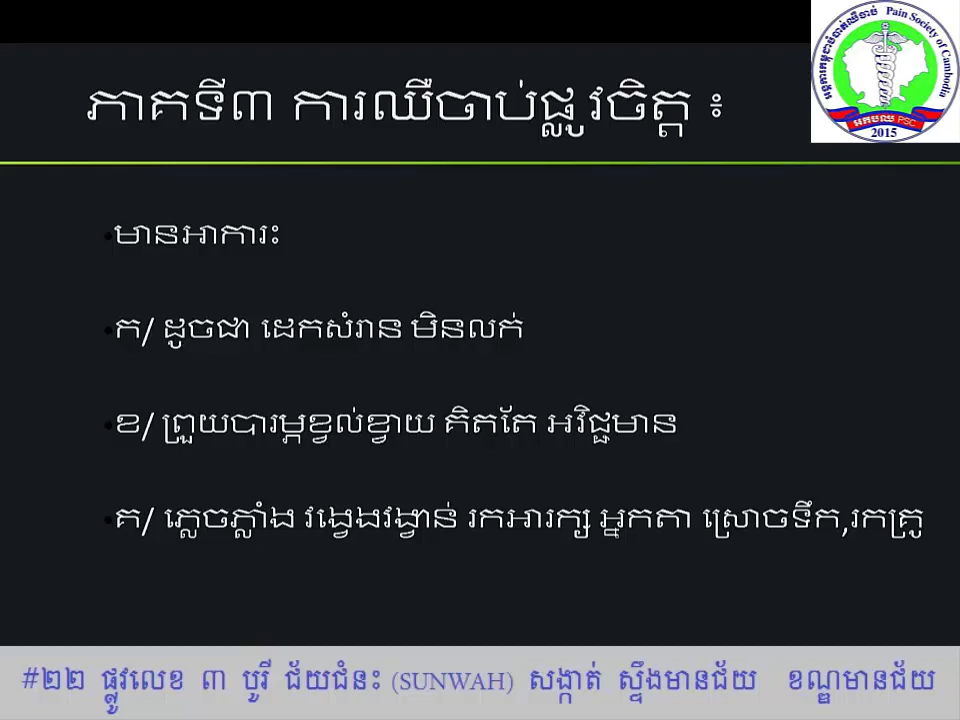 Pain Society of Cambodia
អកបឈ PSC
2015
ភាគទី៣ ការឈឺចាប់ផ្លូវចិត្ត ៖
•មានអាការះ
•ក/ ដូចជា ដេកសំរាន មិនលក់
•ខ/ ព្រួយបារម្ភខ្វល់ខ្វាយ គិតតែ អវិជ្ជមាន
•គ/ ភ្លេចភ្លាំង វង្វេងវង្វាន់ រកអារក្ស អ្នកតា ស្រោចទឹក,រកគ្រូ
#២២ ផ្លូវលេខ ៣ បូរី ជ័យជំនះ (SUNWAH) សង្កាត់ ស្ទឹងមានជ័យ ខណ្ឌមានជ័យ